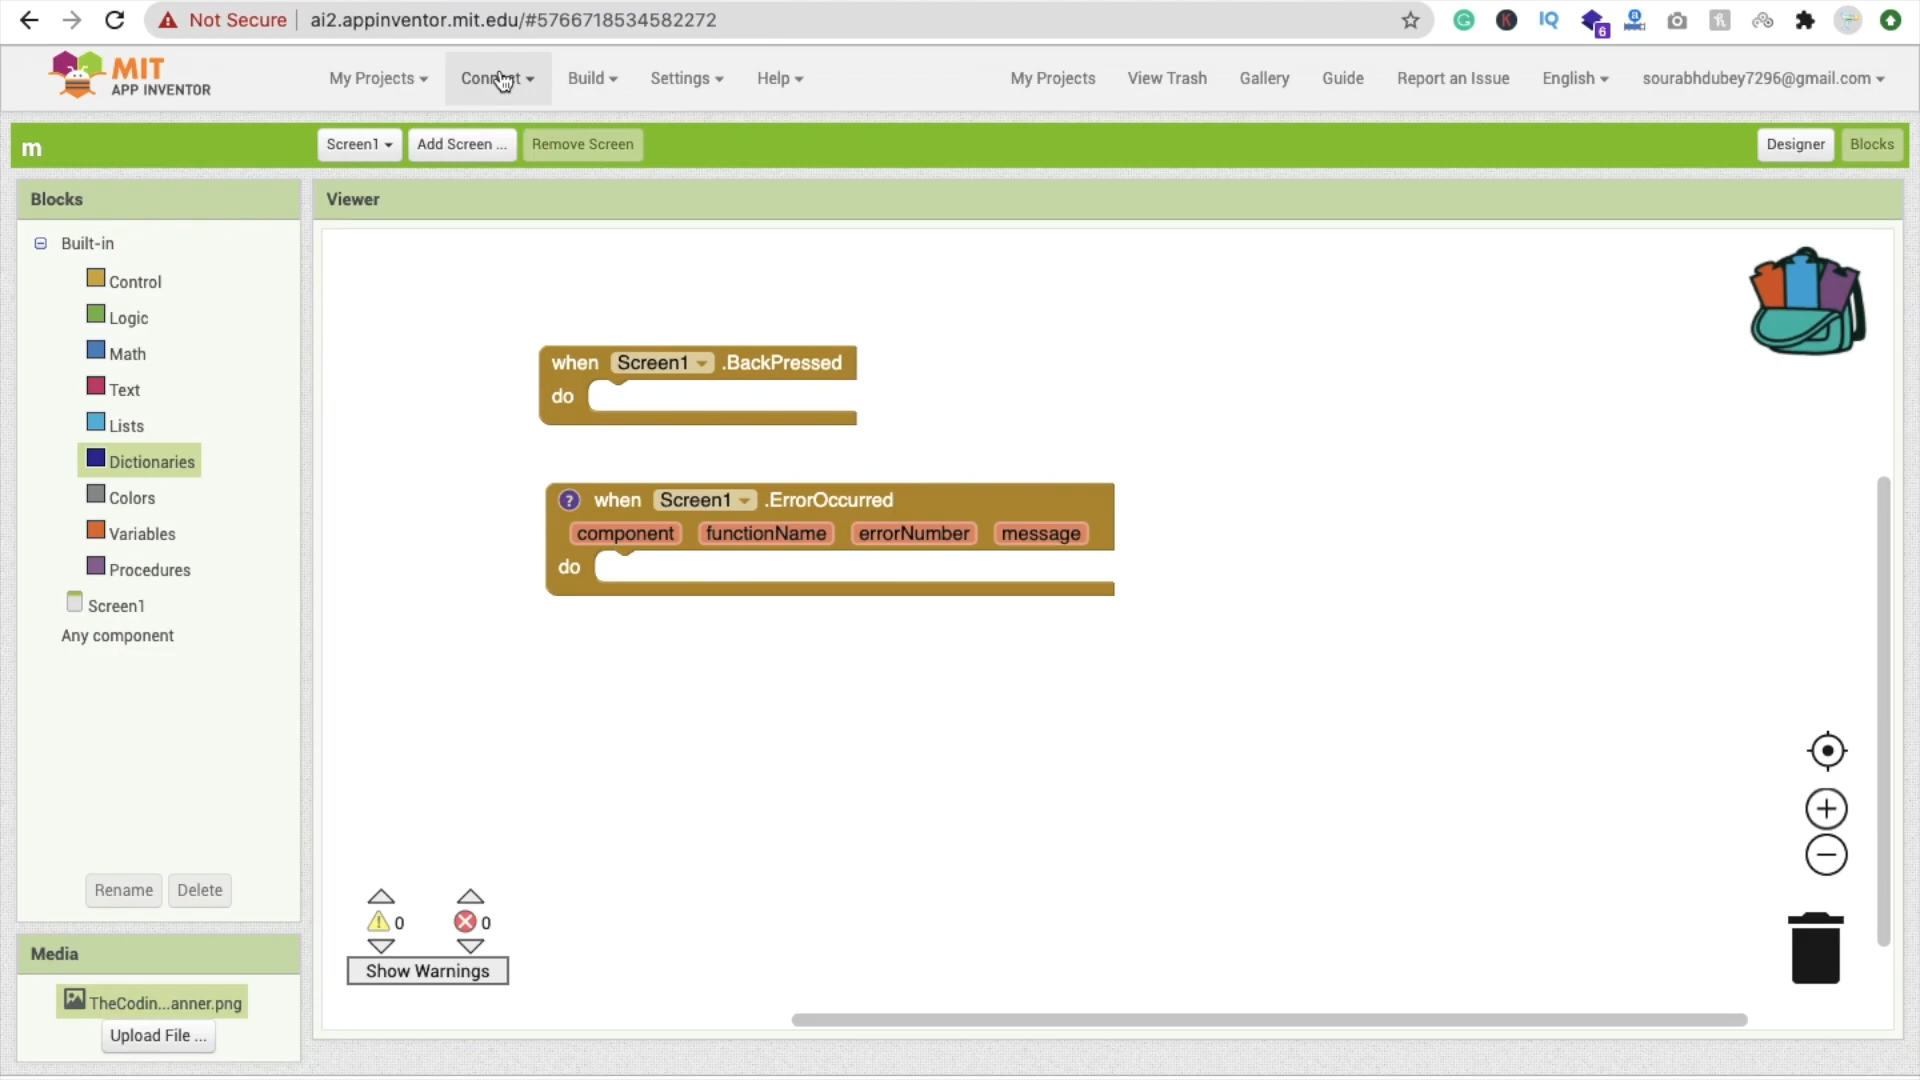 Not Secure
ai2.appinventor.mit.edu/#5766718534582272
G K IQ 6 a
MIT
APP INVENTOR
My Projects Build Settings Help My Projects View Trash Gallery Guide Report an Issue English sourabhdubey7296@gmail.com
m
Screen1 Add Screen ... Remove Screen Designer Blocks
Blocks
Viewer
Built-in
Control
Logic
Math
Text
Lists
Dictionaries
Colors
Variables
Procedures
Screen1
Any component
when Screen1 .BackPressed
do
? when Screen1 .ErrorOccurred
component functionName errorNumber message
do
Rename Delete
0 0
Show Warnings
Media
TheCodin...anner.png
Upload File ...